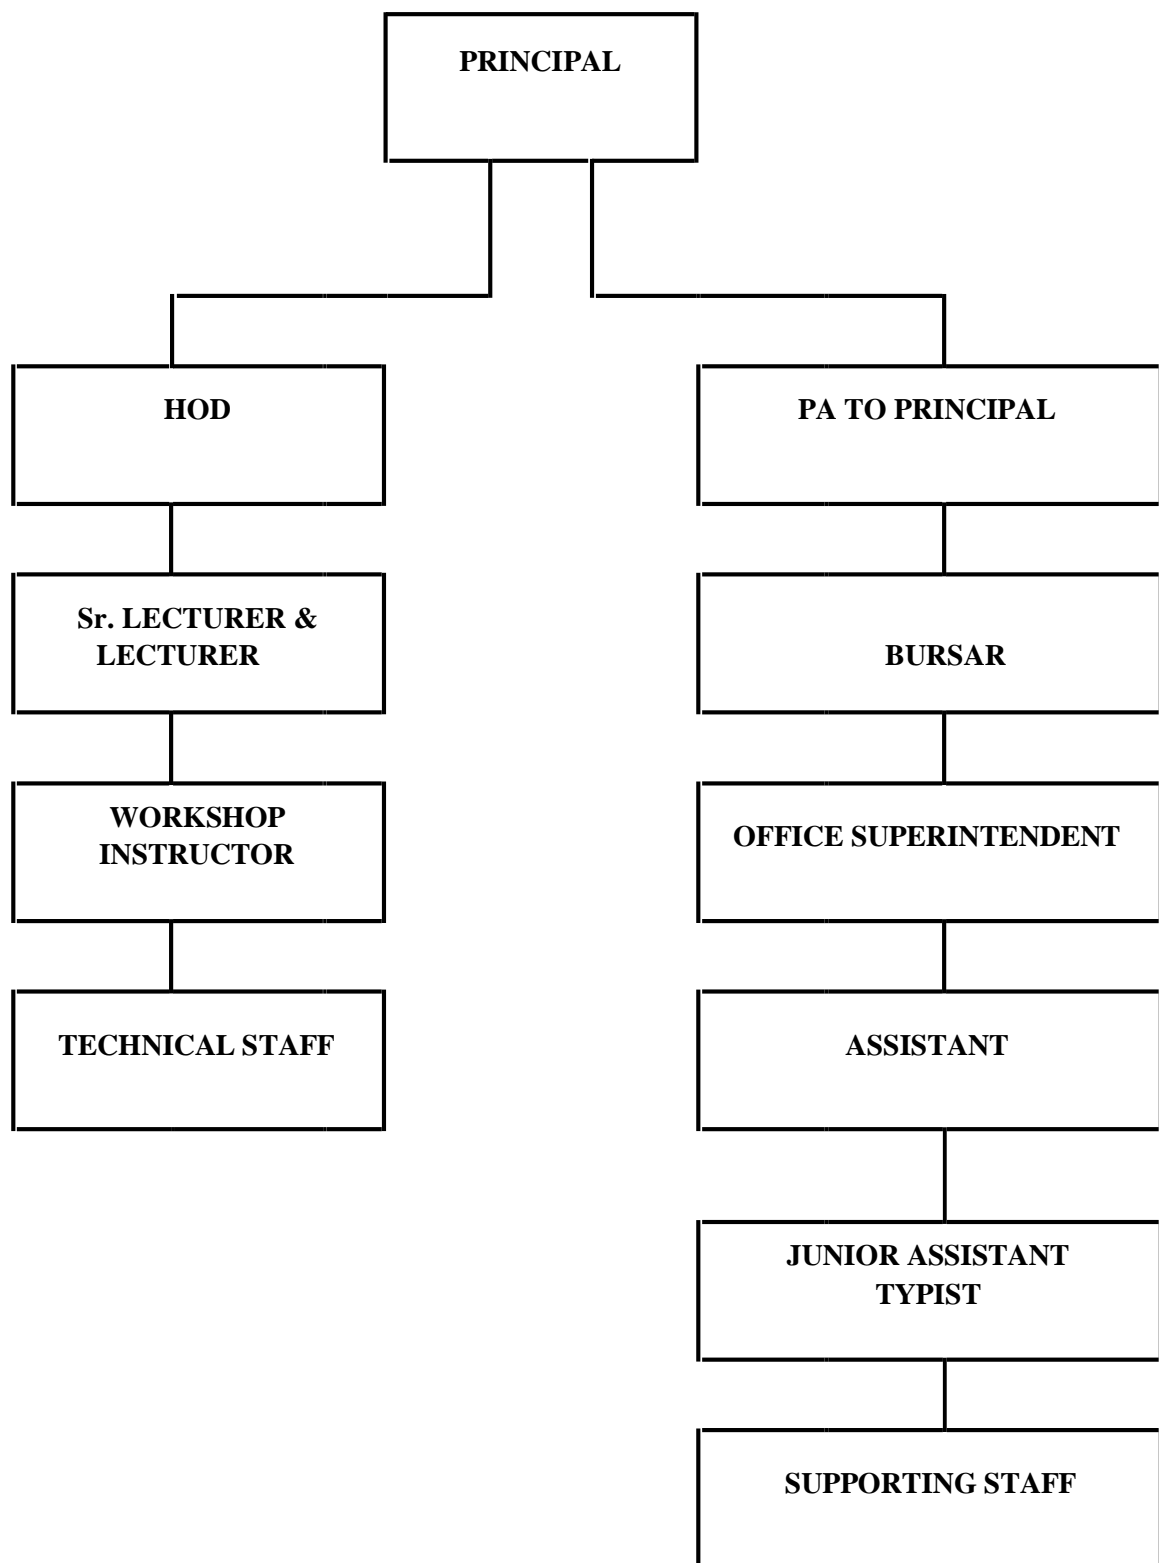 PRINCIPAL
HOD
PA TO PRINCIPAL
Sr. LECTURER &
LECTURER
BURSAR
WORKSHOP
INSTRUCTOR
OFFICE SUPERINTENDENT
TECHNICAL STAFF
ASSISTANT
JUNIOR ASSISTANT
TYPIST
SUPPORTING STAFF